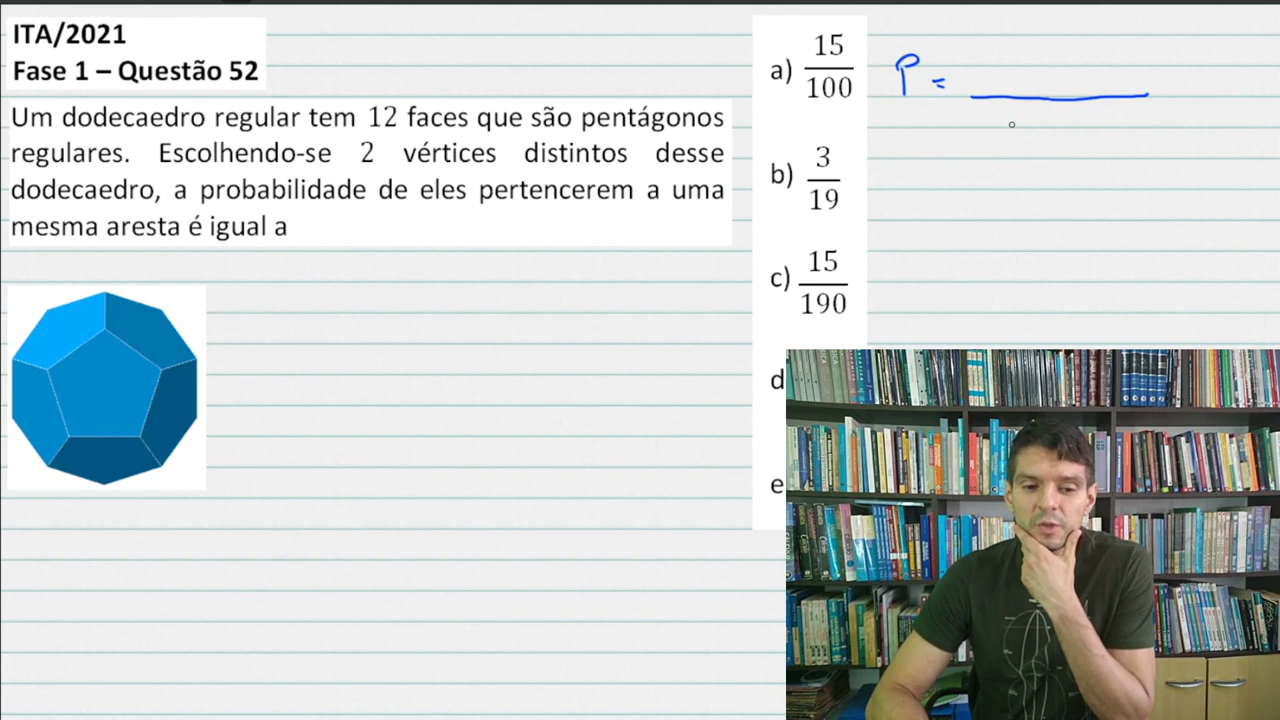 ITA/2021
Fase 1 – Questão 52
Um dodecaedro regular tem 12 faces que são pentágonos
regulares. Escolhendo-se 2 vértices distintos desse
dodecaedro, a probabilidade de eles pertencerem a uma
mesma aresta é igual a
a) 15/100
b) 3/19
c) 15/190
d
e
P =